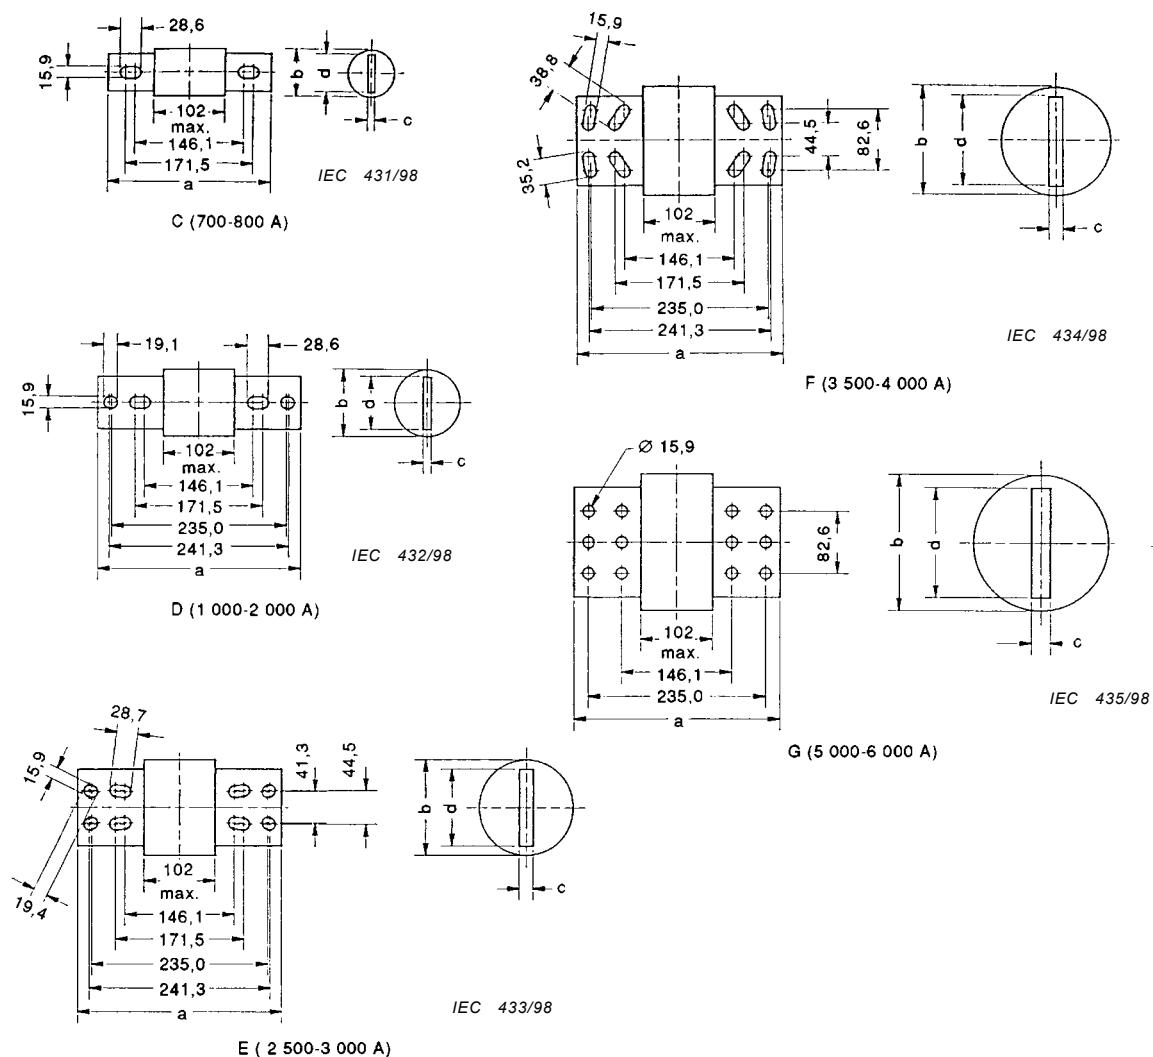 28,6
15,9
b
d
102
max.
c
146,1
171,5
a
IEC 431/98
C (700-800 A)
19,1
28,6
15,9
b
d
102
max.
c
146,1
171,5
235,0
241,3
a
IEC 432/98
D (1 000-2 000 A)
28,7
15,9
41,3
44,5
b
d
19,4
102
max.
c
146,1
171,5
235,0
241,3
a
IEC 433/98
E ( 2 500-3 000 A)
15,9
38,8
35,2
44,5
82,6
b
d
102
max.
c
146,1
171,5
235,0
241,3
a
IEC 434/98
F (3 500-4 000 A)
Ø 15,9
82,6
b
d
102
max.
c
146,1
235,0
a
IEC 435/98
G (5 000-6 000 A)